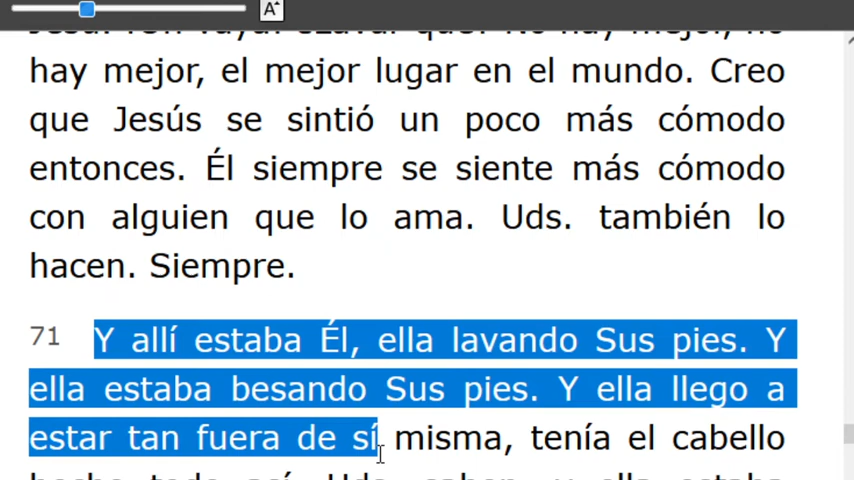 hay mejor, el mejor lugar en el mundo. Creo
que Jesús se sintió un poco más cómodo
entonces. Él siempre se siente más cómodo
con alguien que lo ama. Uds. también lo
hacen. Siempre.
71 Y allí estaba Él, ella lavando Sus pies. Y
ella estaba besando Sus pies. Y ella llego a
estar tan fuera de sí misma, tenía el cabello